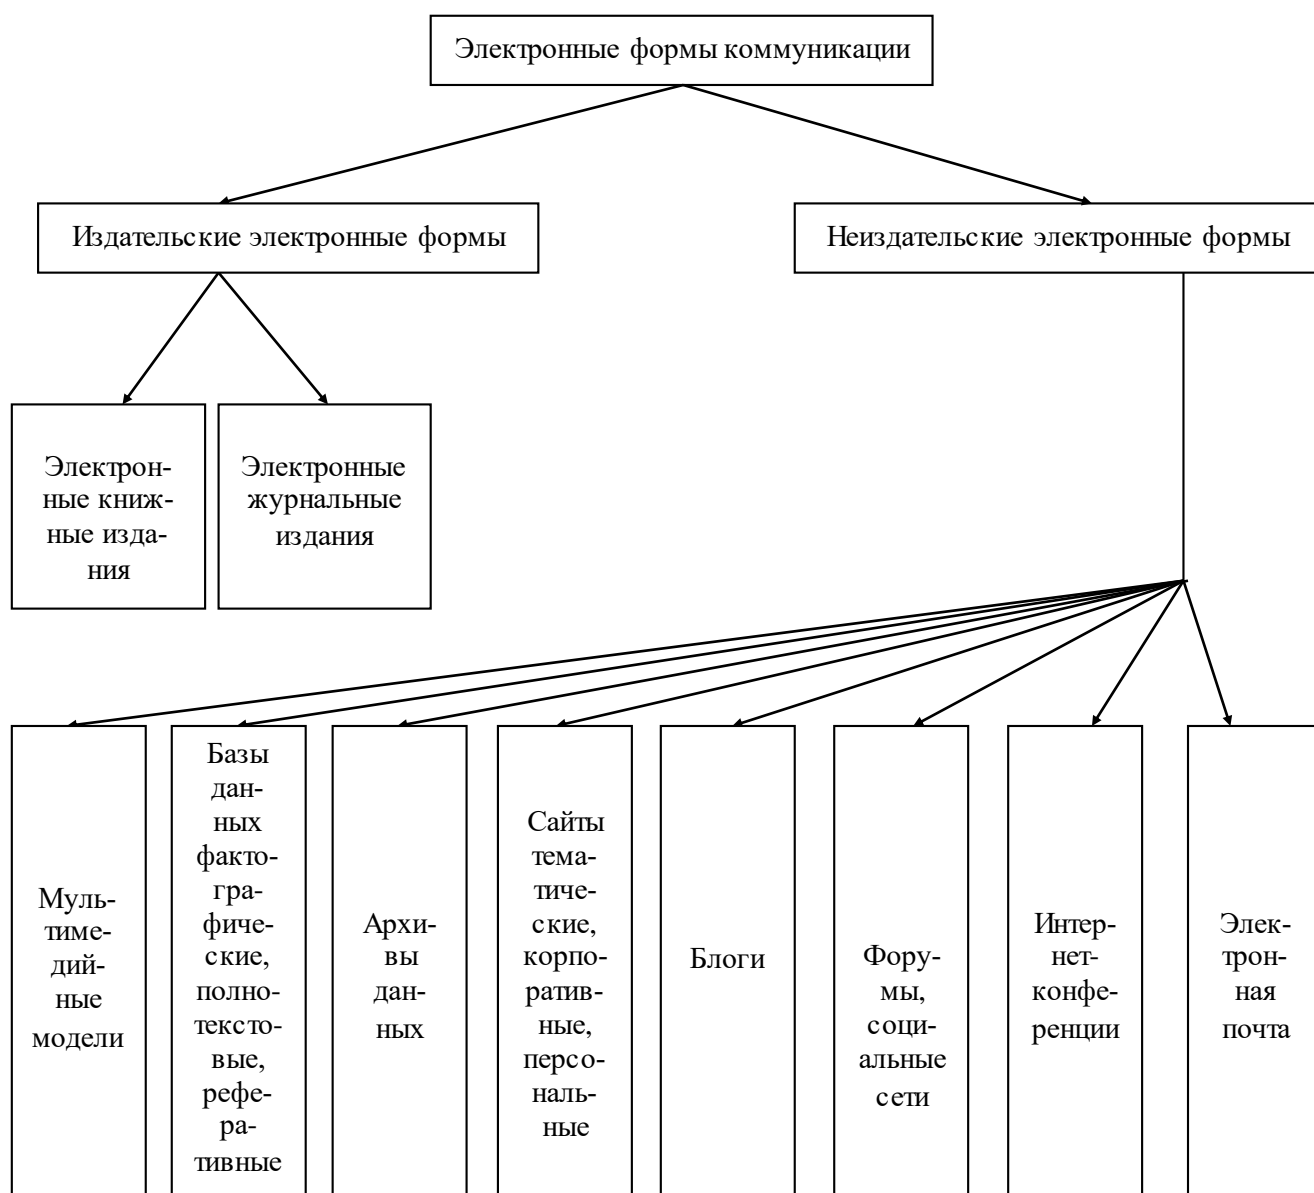 Электронные формы коммуникации
Издательские электронные формы
Неиздательские электронные формы
Электрон-
ные книж-
ные изда-
ния
Электронные
журнальные
издания
Муль-
тиме-
дий-
ные
модели
Базы
дан-
ных
факто-
гра-
фиче-
ские,
полно-
тексто-
вые,
рефе-
ра-
тивные
Архи-
вы
дан-
ных
Сайты
тема-
тиче-
ские,
корпо-
ратив-
ные,
персо-
наль-
ные
Блоги
Фору-
мы,
соци-
альные
сети
Интер-
нет-
конфе-
ренции
Элек-
трон-
ная
почта